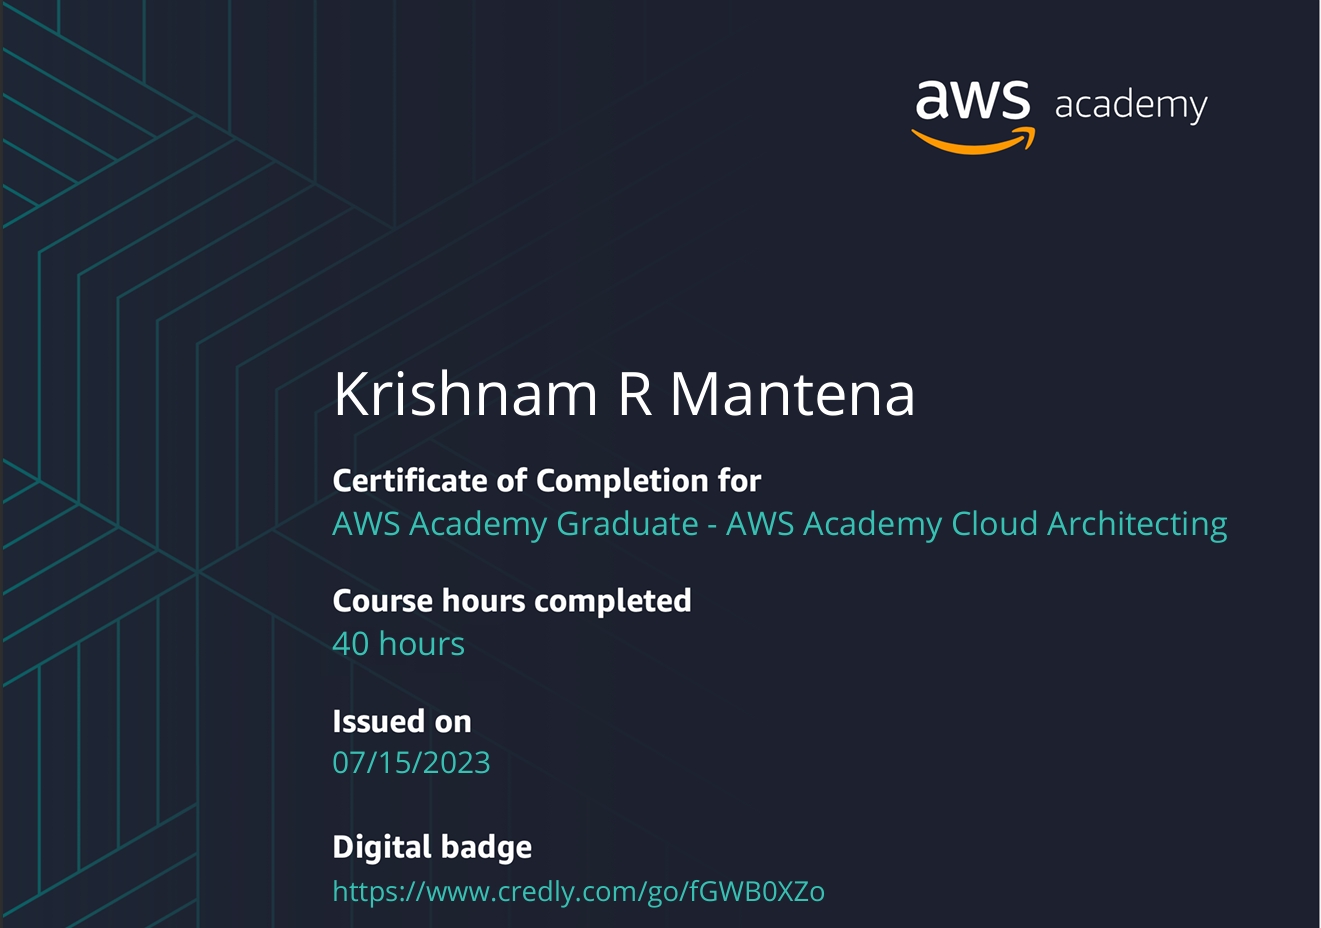 aws academy
Krishnam R Mantena
Certificate of Completion for
AWS Academy Graduate - AWS Academy Cloud Architecting
Course hours completed
40 hours
Issued on
07/15/2023
Digital badge
https://www.credly.com/go/fGWB0XZo